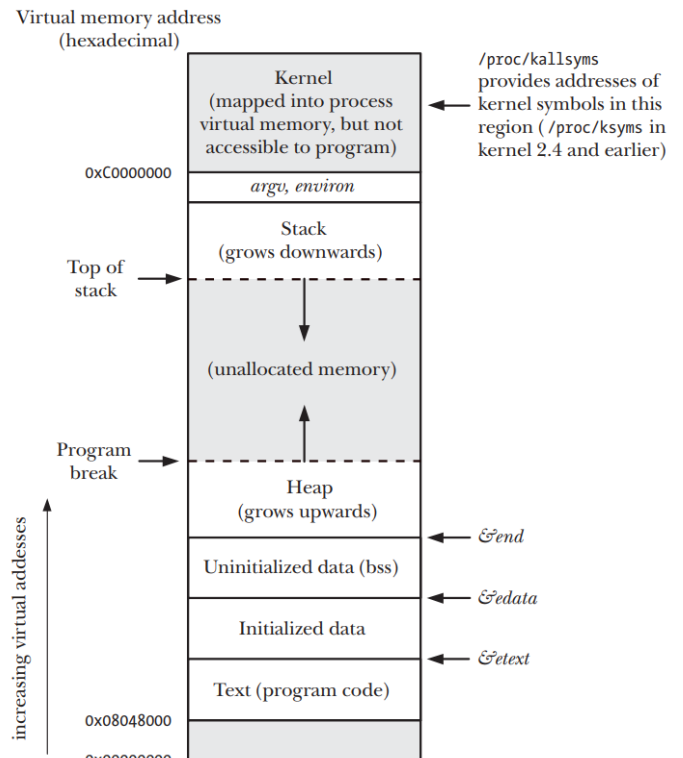 Virtual memory address
(hexadecimal)
Kernel
(mapped into process
virtual memory, but not
accessible to program)
/proc/kallsyms
provides addresses of
kernel symbols in this
region (/proc/ksyms in
kernel 2.4 and earlier)
0xC0000000
argv, environ
Stack
(grows downwards)
Top of
stack
(unallocated memory)
Program
break
Heap
(grows upwards)
&end
Uninitialized data (bss)
&edata
Initialized data
&etext
Text (program code)
0x08048000
increasing virtual addesses